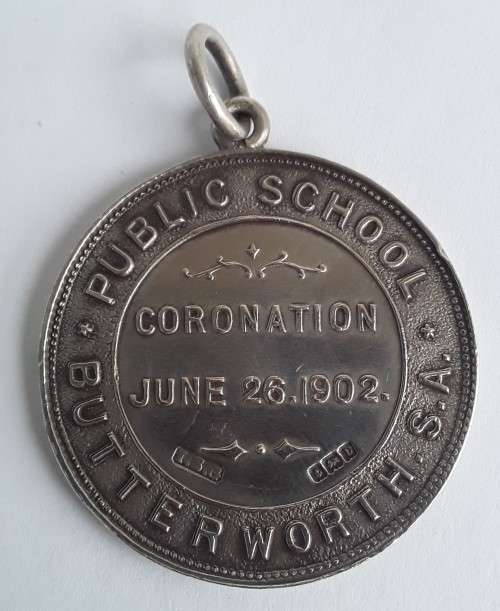 PUBLIC SCHOOL
CORONATION
JUNE 26.1902.
BUTTERWORTH. S.A.